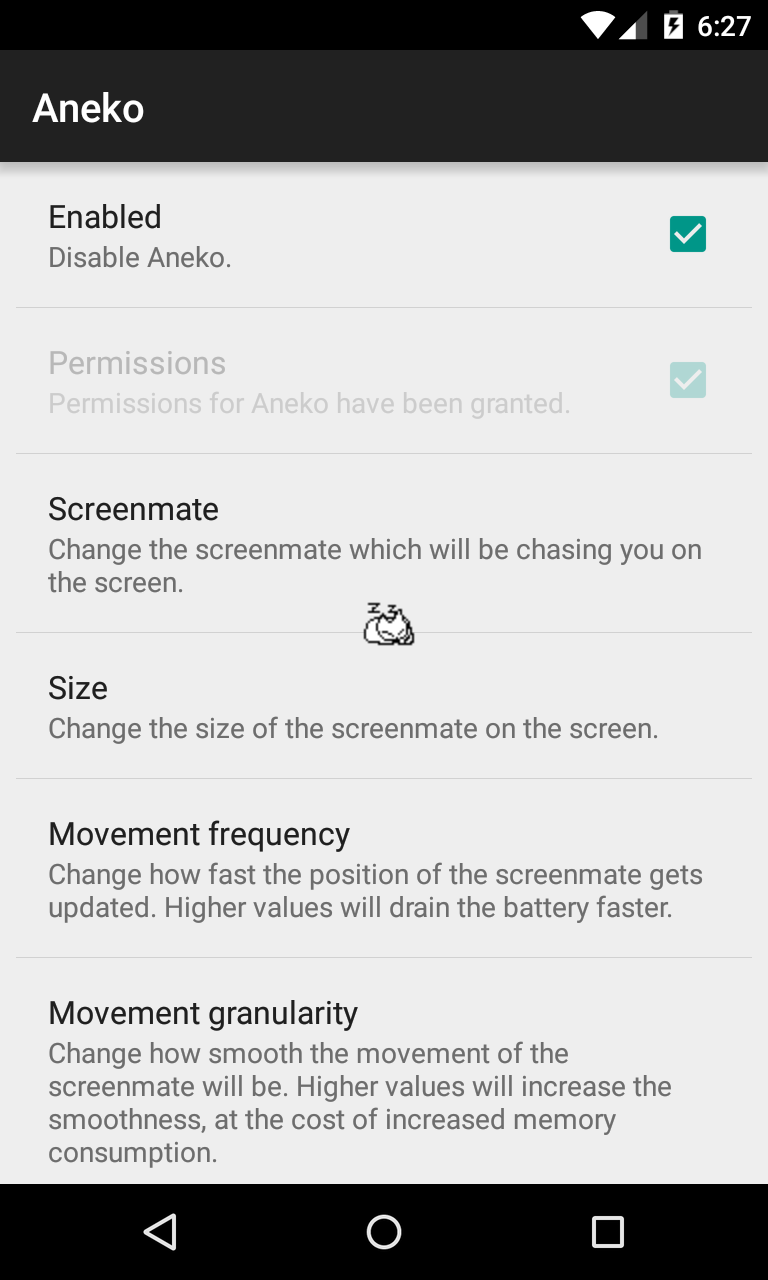 6:27
Aneko
Enabled
Disable Aneko.
Permissions
Permissions for Aneko have been granted.
Screenmate
Change the screenmate which will be chasing you on
the screen.
Size
Change the size of the screenmate on the screen.
Movement frequency
Change how fast the position of the screenmate gets
updated. Higher values will drain the battery faster.
Movement granularity
Change how smooth the movement of the
screenmate will be. Higher values will increase the
smoothness, at the cost of increased memory
consumption.